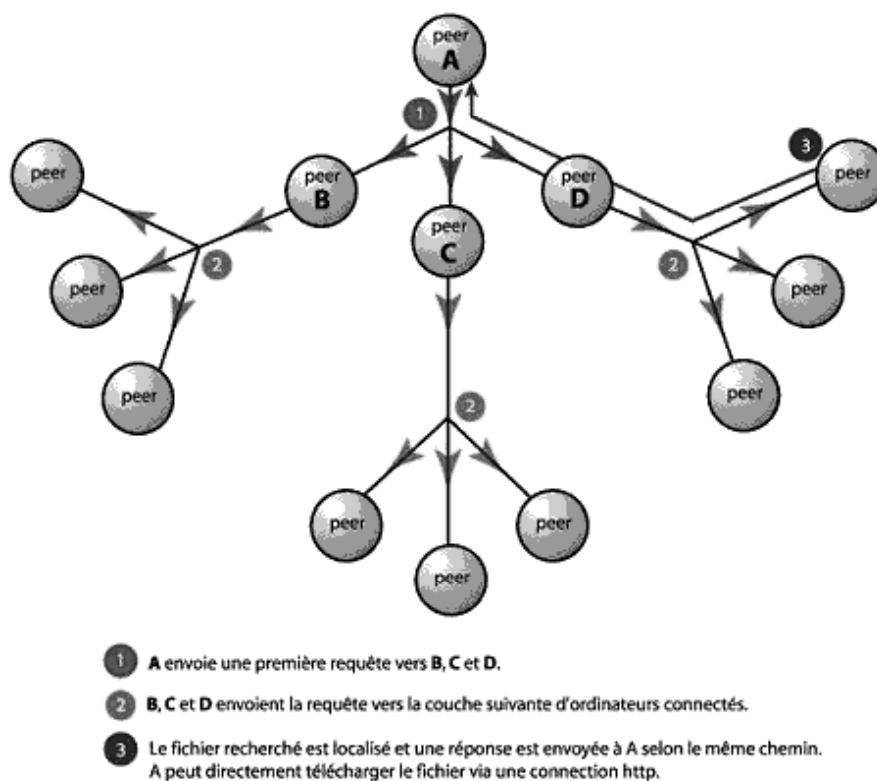 peer
A
1
3
peer
peer
B
peer
D
peer
peer
C
2
2
peer
peer
peer
peer
2
peer
peer
peer
1 A envoie une première requête vers B, C et D.
2 B, C et D envoient la requête vers la couche suivante d'ordinateurs connectés.
3 Le fichier recherché est localisé et une réponse est envoyée à A selon le même chemin.
A peut directement télécharger le fichier via une connection http.